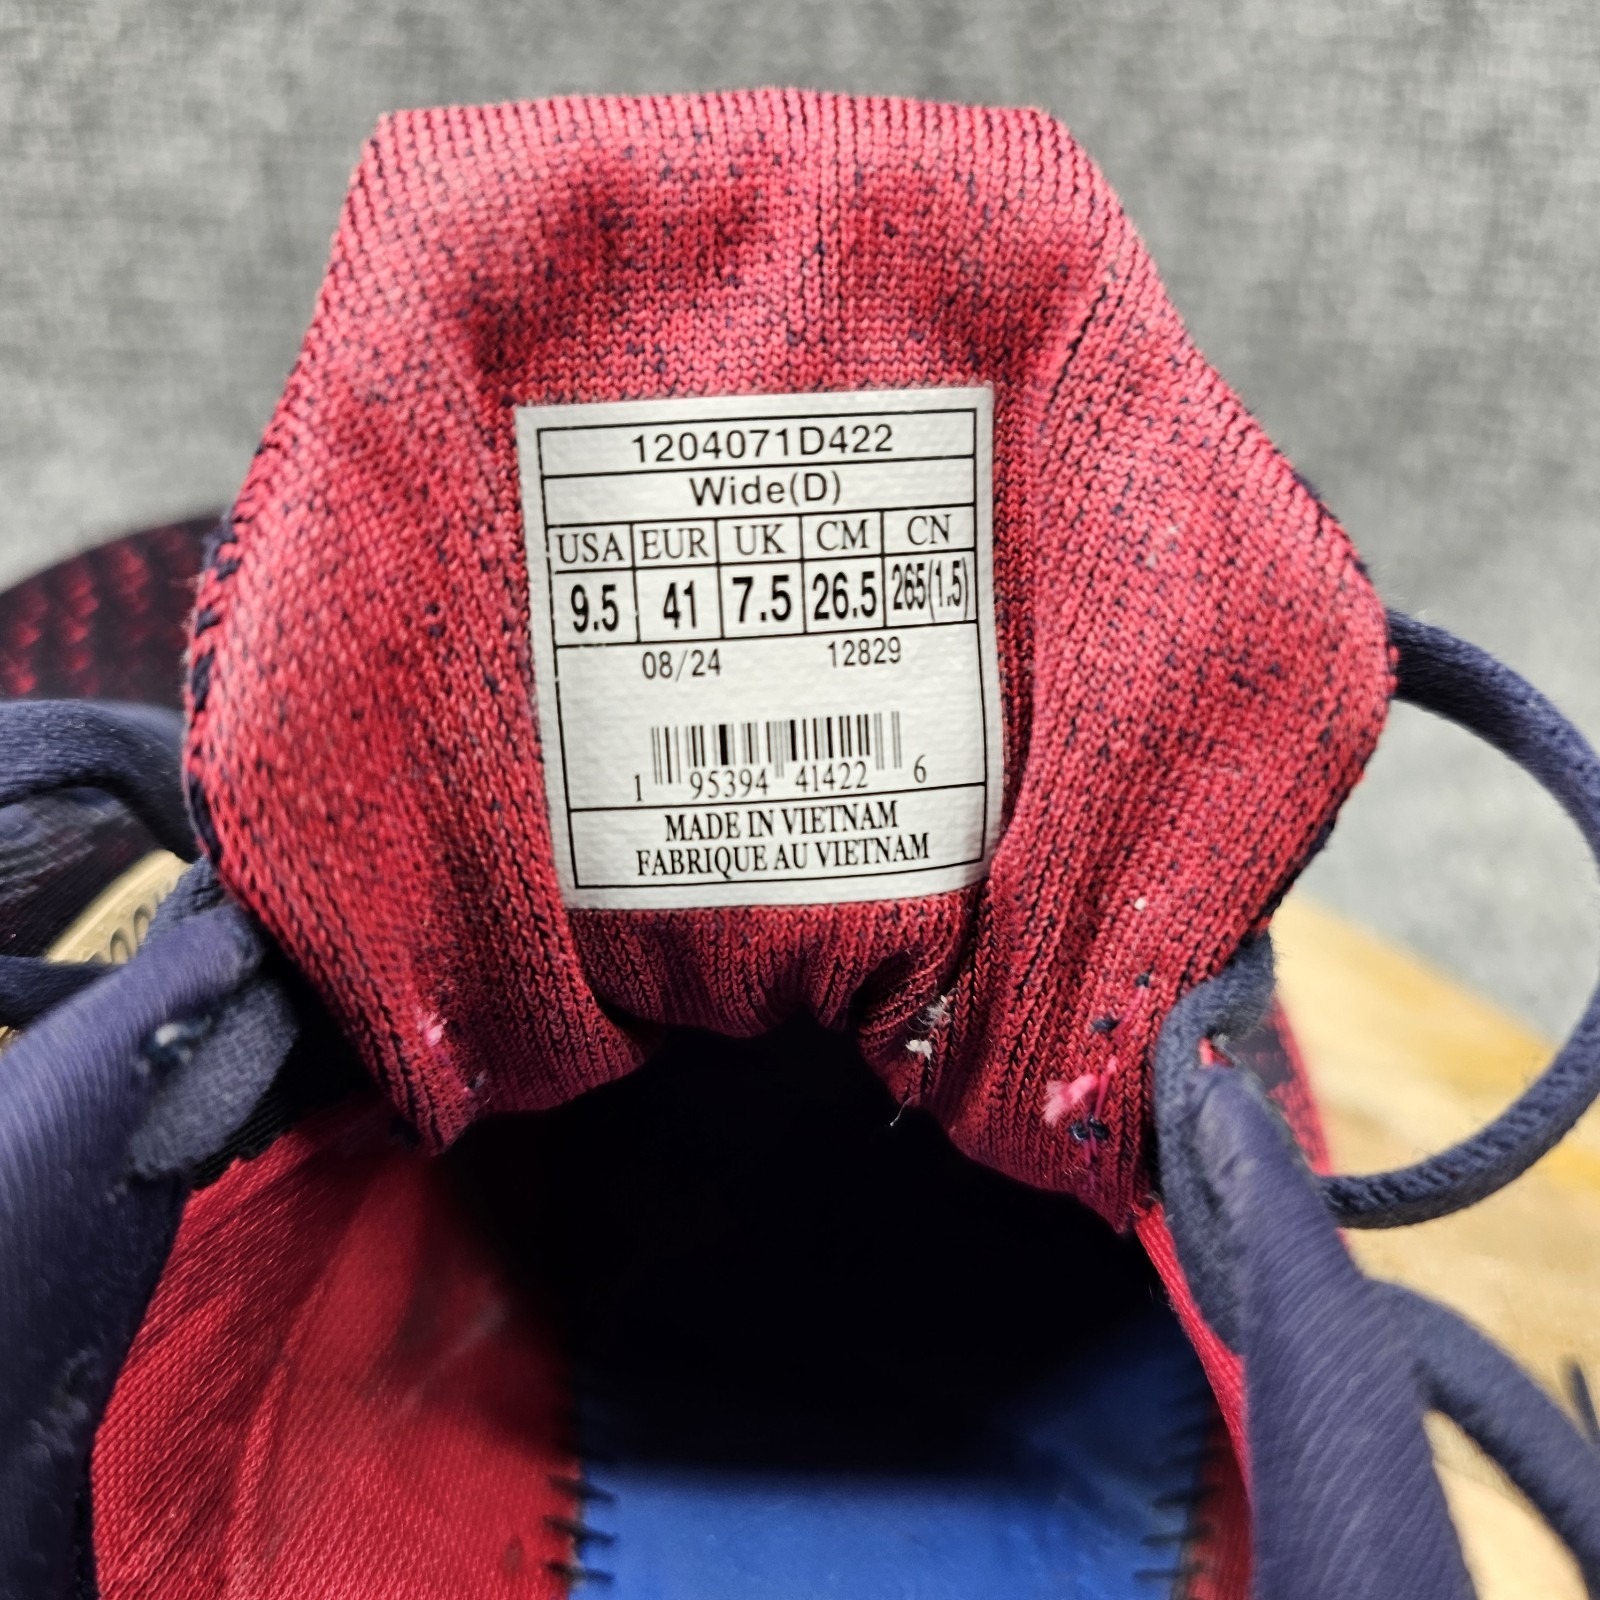 1204071D422
Wide(D)
USA EUR UK CM CN
9.5 41 7.5 26.5 265(1.5)
08/24 12829
1 95394 41422 6
MADE IN VIETNAM
FABRIQUE AU VIETNAM